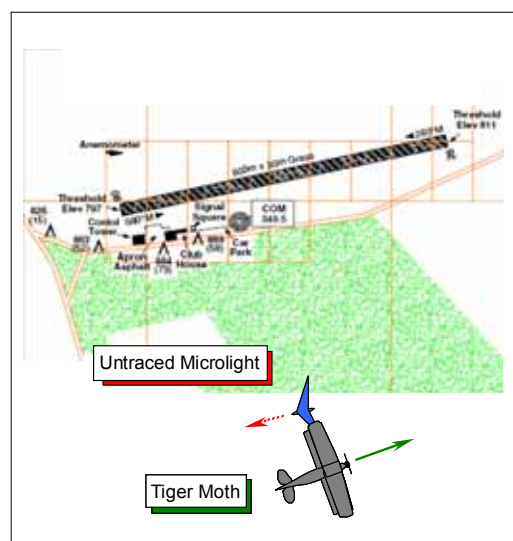 Threshold
Elev 811
Anemometer
Threshold
Elev 797
Signal
Square
COM
Control
Tower
Apron
Asphalt
Club
House
Car
Park
Untraced Microlight
Tiger Moth